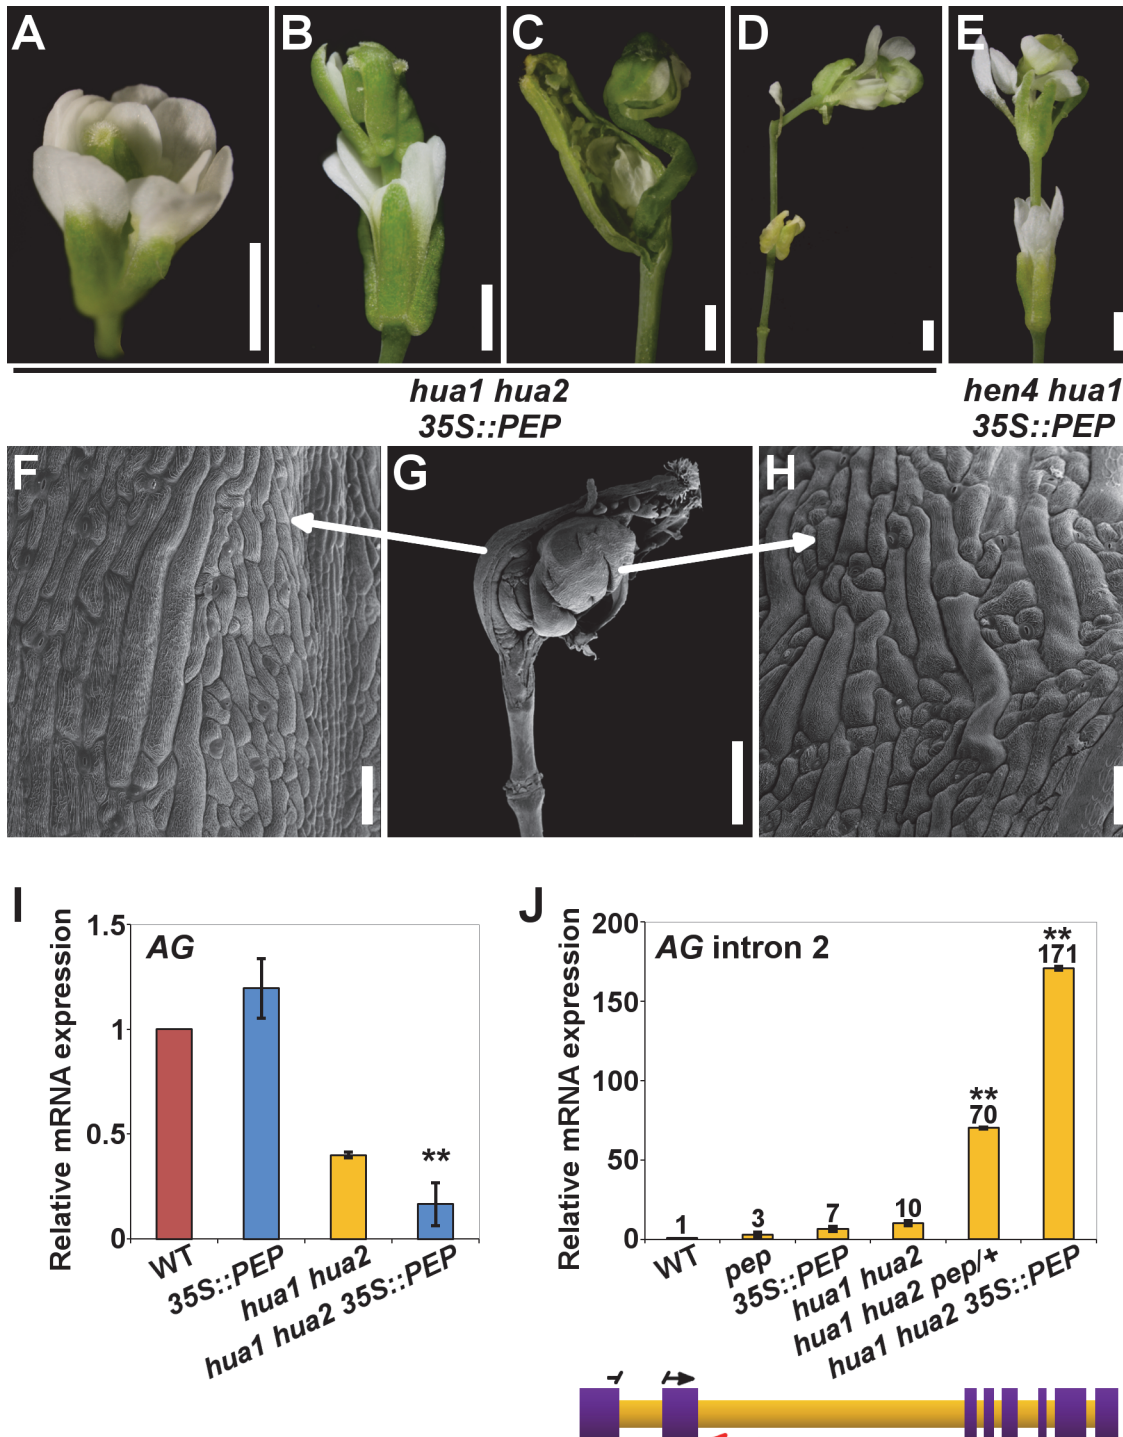 A B C D E
hua1 hua2
35S::PEP
hen4 hua1
35S::PEP
F G H
I
Relative mRNA expression
AG
1.5
1
0.5
0
**
WT
35S::PEP
hua1 hua2
hua1 hua2 35S::PEP
J
Relative mRNA expression
AG intron 2
200
150
100
50
0
1
3
7
10
**
70
**
171
WT
pep
35S::PEP
hua1 hua2
hua1 hua2 pep/+
hua1 hua2 35S::PEP